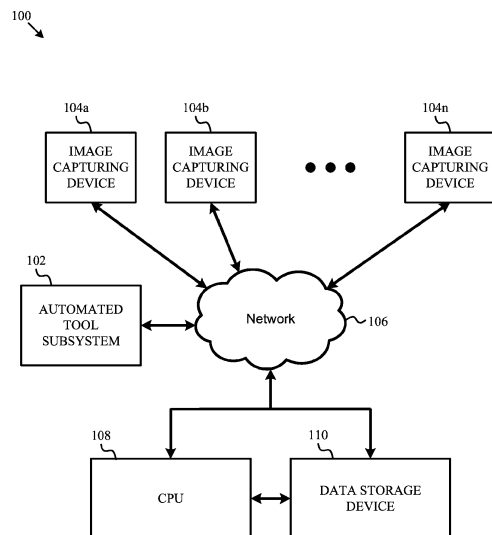 100
104a
104b
104n
IMAGE
CAPTURING
DEVICE
IMAGE
CAPTURING
DEVICE
IMAGE
CAPTURING
DEVICE
102
AUTOMATED
TOOL
SUBSYSTEM
Network
106
108
110
CPU
DATA STORAGE
DEVICE